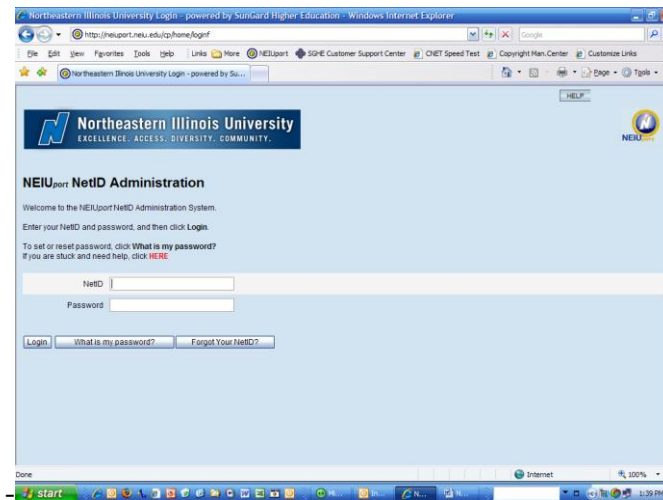 Northeastern Illinois University Login - powered by SunGard Higher Education - Windows Internet Explorer
http://neiuport.neiu.edu/cp/home/loginf
Google
File Edit View Favorites Tools Help Links More NEIUport SGHE Customer Support Center CNET Speed Test Copyright Man.Center Customize Links
Northeastern Illinois University Login - powered by Su...
Page Tools
HELP
Northeastern Illinois University
EXCELLENCE. ACCESS. DIVERSITY. COMMUNITY.
NEIUport
NEIUport NetID Administration
Welcome to the NEIUport NetID Administration System.
Enter your NetID and password, and then click Login.
To set or reset password, click What is my password?
If you are stuck and need help, click HERE
NetID
Password
Login What is my password? Forgot Your NetID?
Done Internet 100%
start 1:39 PM